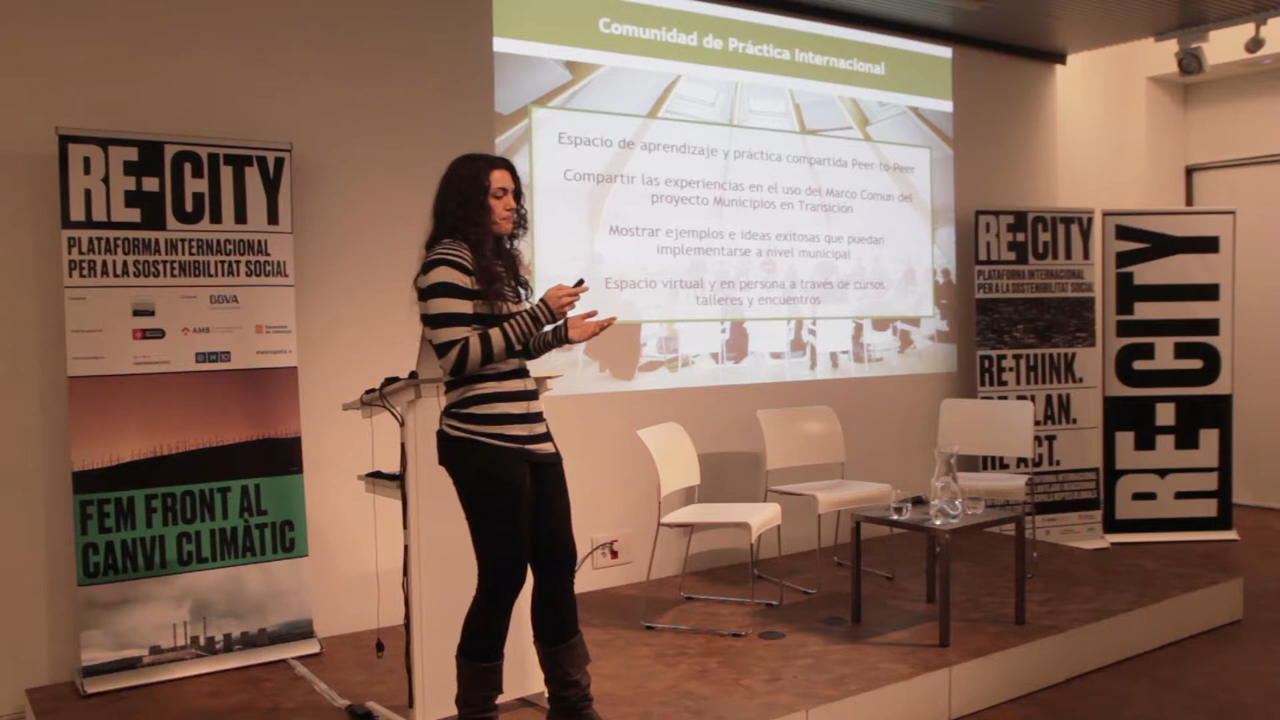 Comunidad de Práctica Internacional
Espacio de aprendizaje y práctica compartida Peer-to-Peer
Compartir las experiencias en el uso del Marco Comun del
proyecto Municipios en Transición
Mostrar ejemplos e ideas exitosas que puedan
implementarse a nivel municipal
Espacio virtual y en persona a través de cursos,
talleres y encuentros
RE-CITY
PLATAFORMA INTERNACIONAL
PER A LA SOSTENIBILITAT SOCIAL
BBVA
AMB
metropolis
FEM FRONT AL
CANVI CLIMÀTIC
RE-CITY
PLATAFORMA INTERNACIONAL
PER A LA SOSTENIBILITAT SOCIAL
RE-THINK.
RE-CITY